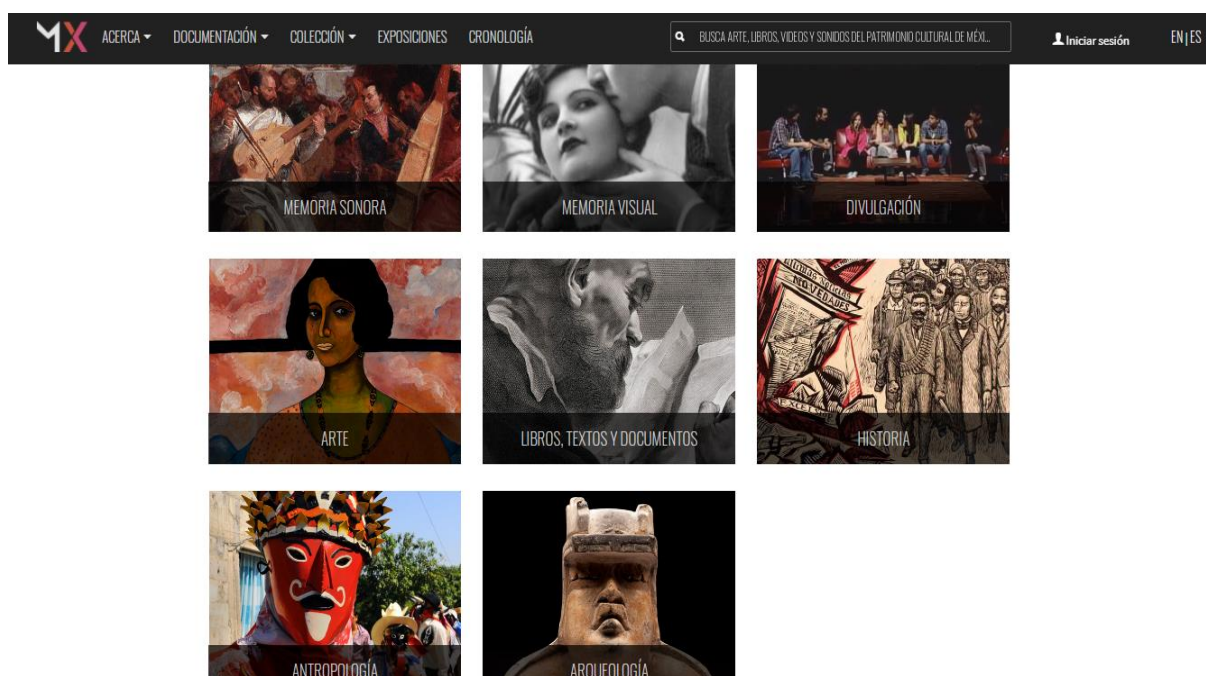 MX ACERCA DOCUMENTACIÓN COLECCIÓN EXPOSICIONES CRONOLOGÍA BUSCA ARTE, LIBROS, VIDEOS Y SONIDOS DEL PATRIMONIO CULTURAL DE MÉXI... Iniciar sesión EN | ES
MEMORIA SONORA
MEMORIA VISUAL
DIVULGACIÓN
NOVEDADES
ARTE
LIBROS, TEXTOS Y DOCUMENTOS
HISTORIA
ANTROPOLOGÍA
ARQUEOLOGÍA